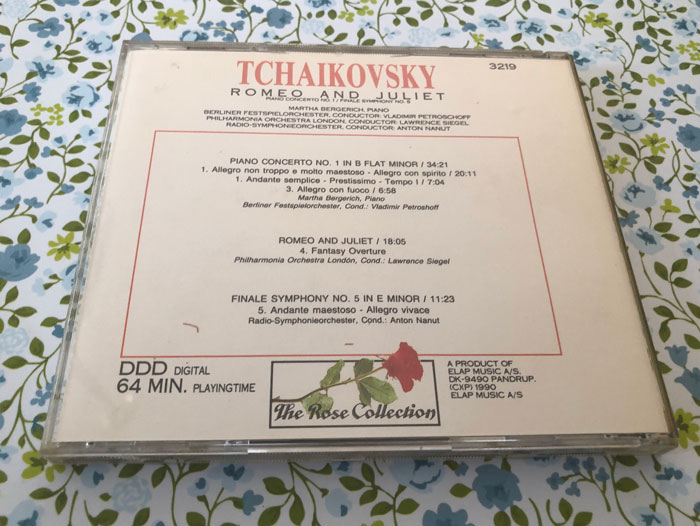 TCHAIKOVSKY
3219
ROMEO AND JULIET
PIANO CONCERTO NO. 1 / FINALE SYMPHONY NO. 5
MARTHA BERGERICH, PIANO
BERLINER FESTSPIELORCHESTER, CONDUCTOR: VLADIMIR PETROSCHOFF
PHILHARMONIA ORCHESTRA LONDON, CONDUCTOR: LAWRENCE SIEGEL
RADIO-SYMPHONIEORCHESTER, CONDUCTOR: ANTON NANUT
PIANO CONCERTO NO. 1 IN B FLAT MINOR / 34:21
1. Allegro non troppo e molto maestoso - Allegro con spirito / 20:11
1. Andante semplice - Prestissimo - Tempo I / 7:04
3. Allegro con fuoco / 6:58
Martha Bergerich, Piano
Berliner Festspielorchester, Cond.: Vladimir Petroshoff
ROMEO AND JULIET / 18:05
4. Fantasy Overture
Philharmonia Orchestra London, Cond.: Lawrence Siegel
FINALE SYMPHONY NO. 5 IN E MINOR / 11:23
5. Andante maestoso - Allegro vivace
Radio-Symphonieorchester, Cond.: Anton Nanut
DDD DIGITAL
64 MIN. PLAYINGTIME
The Rose Collection
A PRODUCT OF
ELAP MUSIC A/S.
DK-9490 PANDRUP.
(CXP) 1990
ELAP MUSIC A/S